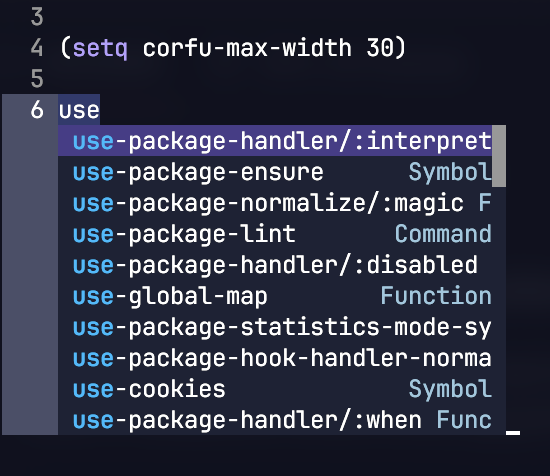 3
4 (setq corfu-max-width 30)
5
6 use
use-package-handler/:interpret
use-package-ensure Symbol
use-package-normalize/:magic F
use-package-lint Command
use-package-handler/:disabled
use-global-map Function
use-package-statistics-mode-sy
use-package-hook-handler-norma
use-cookies Symbol
use-package-handler/:when Func